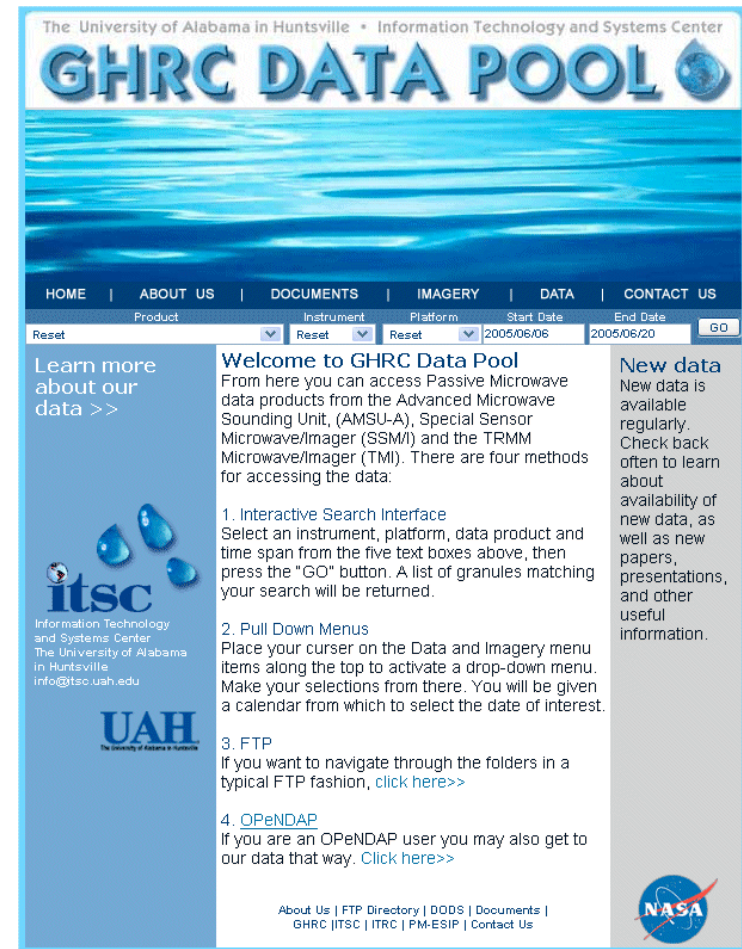 The University of Alabama in Huntsville • Information Technology and Systems Center
GHRC DATA POOL
HOME | ABOUT US | DOCUMENTS | IMAGERY | DATA | CONTACT US
Product Instrument Platform Start Date End Date
Reset Reset Reset 2005/06/06 2005/06/20 GO
Learn more
about our
data >>
itsc
Information Technology
and Systems Center
The University of Alabama
in Huntsville
info@itsc.uah.edu
UAH
The University of Alabama in Huntsville
Welcome to GHRC Data Pool
From here you can access Passive Microwave
data products from the Advanced Microwave
Sounding Unit, (AMSU-A), Special Sensor
Microwave/Imager (SSM/I) and the TRMM
Microwave/Imager (TMI). There are four methods
for accessing the data:
1. Interactive Search Interface
Select an instrument, platform, data product and
time span from the five text boxes above, then
press the "GO" button. A list of granules matching
your search will be returned.
2. Pull Down Menus
Place your curser on the Data and Imagery menu
items along the top to activate a drop-down menu.
Make your selections from there. You will be given
a calendar from which to select the date of interest.
3. FTP
If you want to navigate through the folders in a
typical FTP fashion, click here>>
4. OPeNDAP
If you are an OPeNDAP user you may also get to
our data that way. Click here>>
New data
New data is
available
regularly.
Check back
often to learn
about
availability of
new data, as
well as new
papers,
presentations,
and other
useful
information.
NASA
About Us | FTP Directory | DODS | Documents |
GHRC |ITSC | ITRC | PM-ESIP | Contact Us